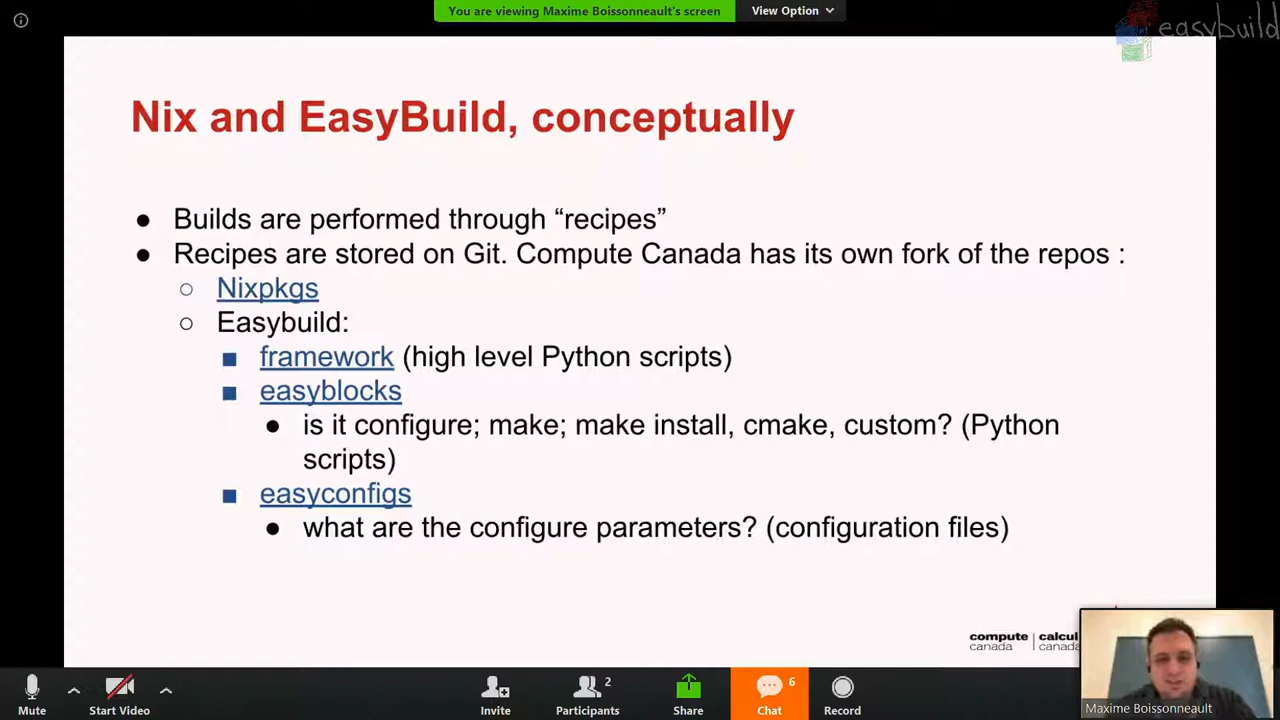 You are viewing Maxime Boissonneault's screen
View Option
easybuild
Nix and EasyBuild, conceptually
● Builds are performed through “recipes”
● Recipes are stored on Git. Compute Canada has its own fork of the repos :
○ Nixpkgs
○ Easybuild:
■ framework (high level Python scripts)
■ easyblocks
● is it configure; make; make install, cmake, custom? (Python
scripts)
■ easyconfigs
● what are the configure parameters? (configuration files)
compute | calcul
canada | canada
Maxime Boissonneault
2
6
Mute
Start Video
Invite
Participants
Share
Chat
Record